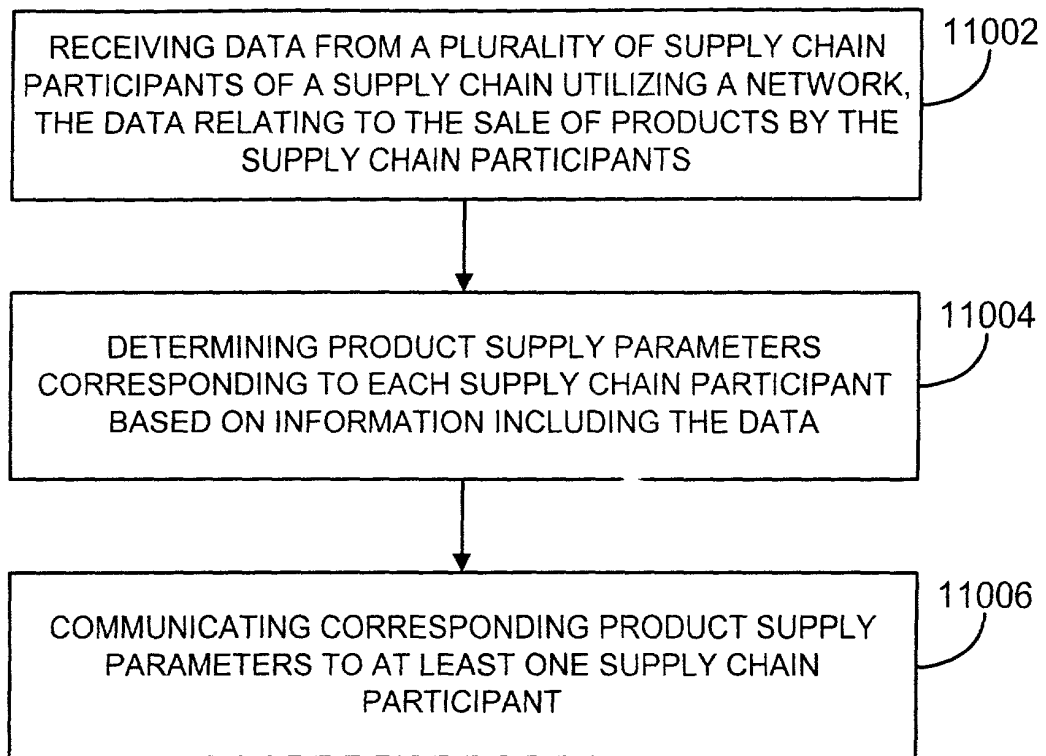 RECEIVING DATA FROM A PLURALITY OF SUPPLY CHAIN
PARTICIPANTS OF A SUPPLY CHAIN UTILIZING A NETWORK,
THE DATA RELATING TO THE SALE OF PRODUCTS BY THE
SUPPLY CHAIN PARTICIPANTS
11002
DETERMINING PRODUCT SUPPLY PARAMETERS
CORRESPONDING TO EACH SUPPLY CHAIN PARTICIPANT
BASED ON INFORMATION INCLUDING THE DATA
11004
COMMUNICATING CORRESPONDING PRODUCT SUPPLY
PARAMETERS TO AT LEAST ONE SUPPLY CHAIN
PARTICIPANT
11006